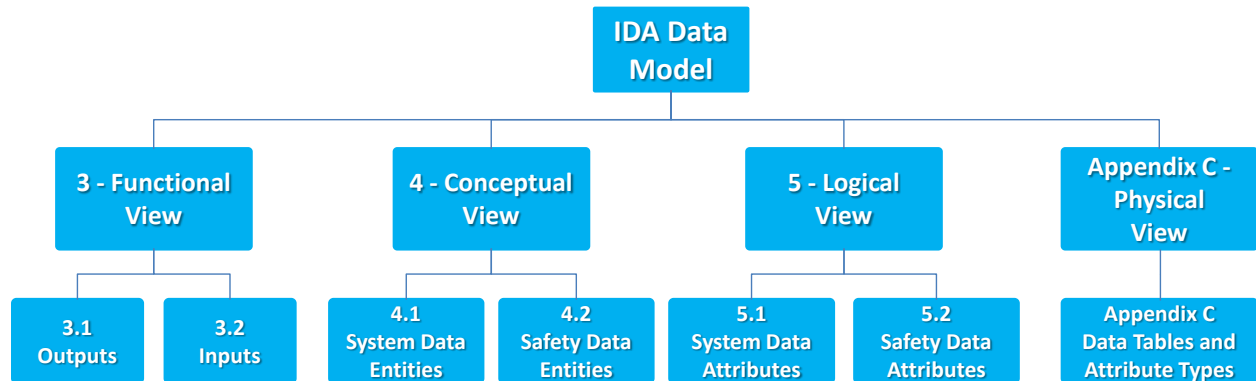 IDA Data
Model
3 - Functional
View
4 - Conceptual
View
5 - Logical
View
Appendix C -
Physical
View
3.1
Outputs
3.2
Inputs
4.1
System Data
Entities
4.2
Safety Data
Entities
5.1
System Data
Attributes
5.2
Safety Data
Attributes
Appendix C
Data Tables and
Attribute Types